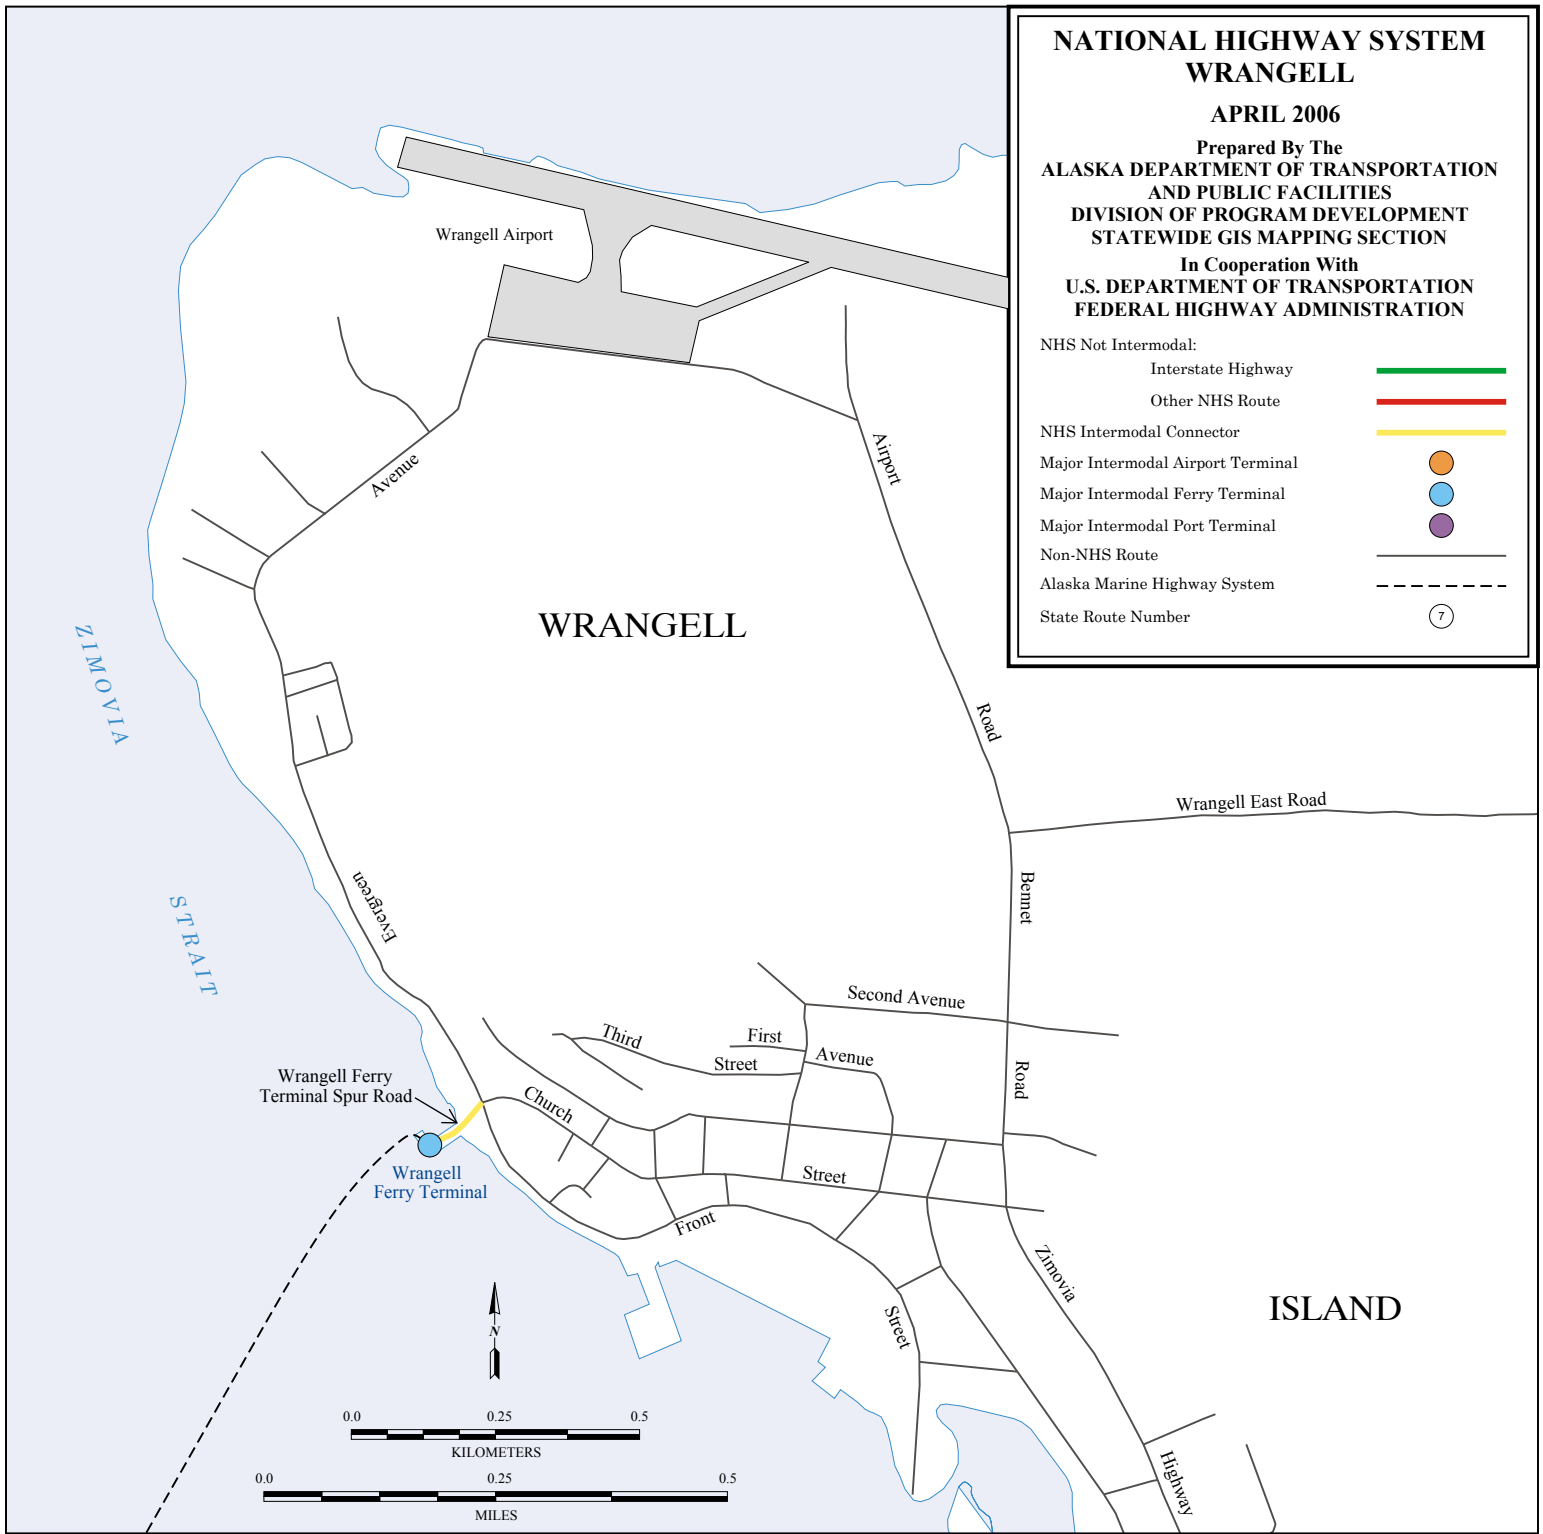 NATIONAL HIGHWAY SYSTEM
WRANGELL
APRIL 2006
Prepared By The
ALASKA DEPARTMENT OF TRANSPORTATION
AND PUBLIC FACILITIES
DIVISION OF PROGRAM DEVELOPMENT
STATEWIDE GIS MAPPING SECTION
In Cooperation With
U.S. DEPARTMENT OF TRANSPORTATION
FEDERAL HIGHWAY ADMINISTRATION
NHS Not Intermodal:
Interstate Highway
Other NHS Route
NHS Intermodal Connector
Major Intermodal Airport Terminal
Major Intermodal Ferry Terminal
Major Intermodal Port Terminal
Non-NHS Route
Alaska Marine Highway System
State Route Number
7
Wrangell Airport
Avenue
Airport
WRANGELL
ZIMOVIA
Road
Wrangell East Road
Evergreen
Bennet
STRAIT
Second Avenue
Third
First
Street
Avenue
Road
Wrangell Ferry
Terminal Spur Road
Church
Wrangell
Ferry Terminal
Street
Front
Zimovia
ISLAND
Street
N
0.0 0.25 0.5
KILOMETERS
Highway
0.0 0.25 0.5
MILES